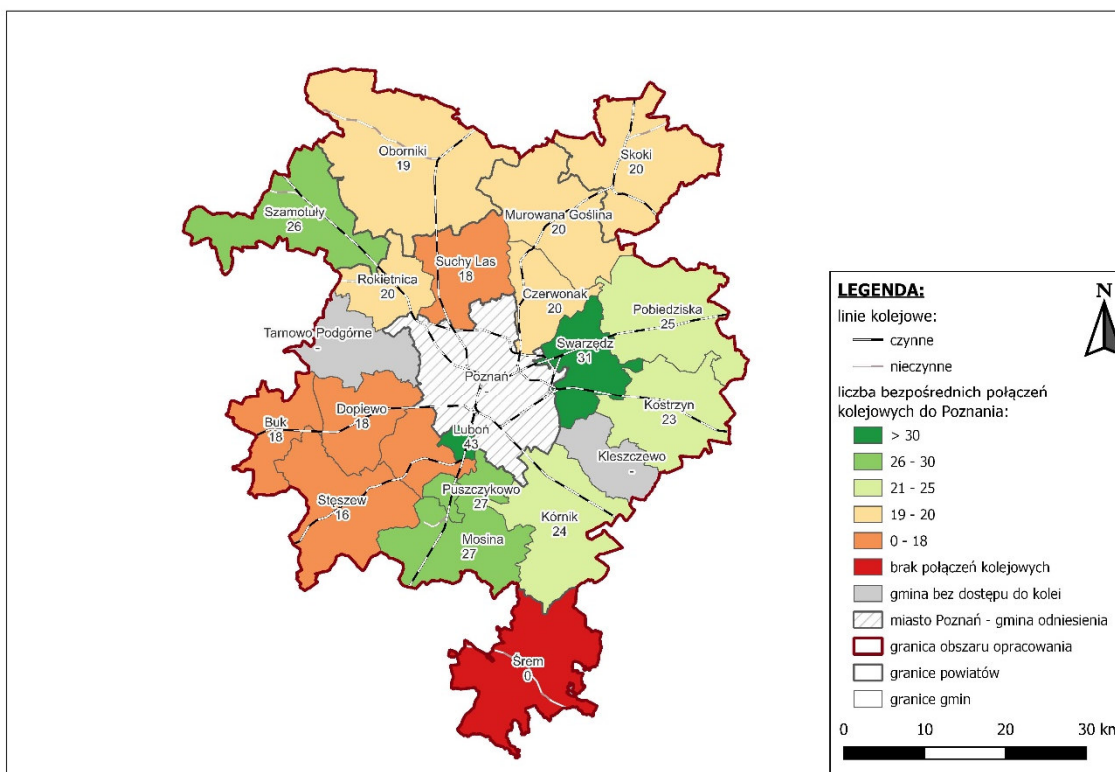 Oborniki
19
Skoki
20
Szamotuły
26
Murowana Goślina
20
Suchy Las
18
Rokietnica
20
Czerwonak
20
Pobiedziska
25
Tarnowo Podgórne
-
Swarzędz
31
Poznań
Kostrzyn
23
Buk
18
Dopiewo
18
Luboń
43
Kleszczewo
-
Puszczykowo
27
Stęszew
16
Kórnik
24
Mosina
27
Śrem
0
LEGENDA:
N
linie kolejowe:
czynne
nieczynne
liczba bezpośrednich połączeń
kolejowych do Poznania:
> 30
26 - 30
21 - 25
19 - 20
0 - 18
brak połączeń kolejowych
gmina bez dostępu do kolei
miasto Poznań - gmina odniesienia
granica obszaru opracowania
granice powiatów
granice gmin
0 10 20 30 km